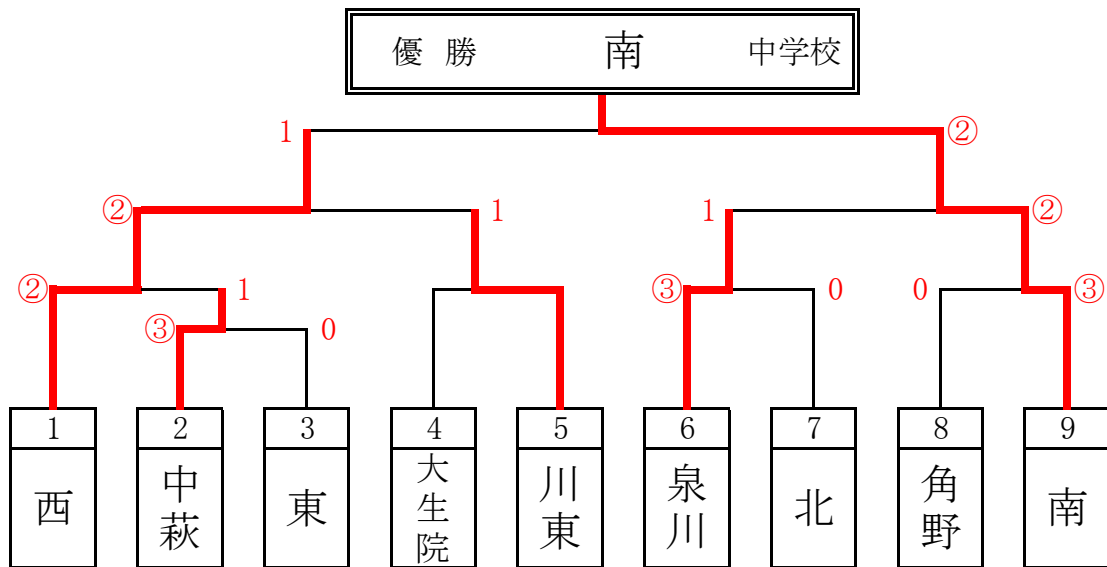 優勝 南 中学校
1 ②
② 1 1 ②
② 1 ③ 0 0 ③
③ 0
1 2 3 4 5 6 7 8 9
西 中萩 東 大生院 川東 泉川 北 角野 南